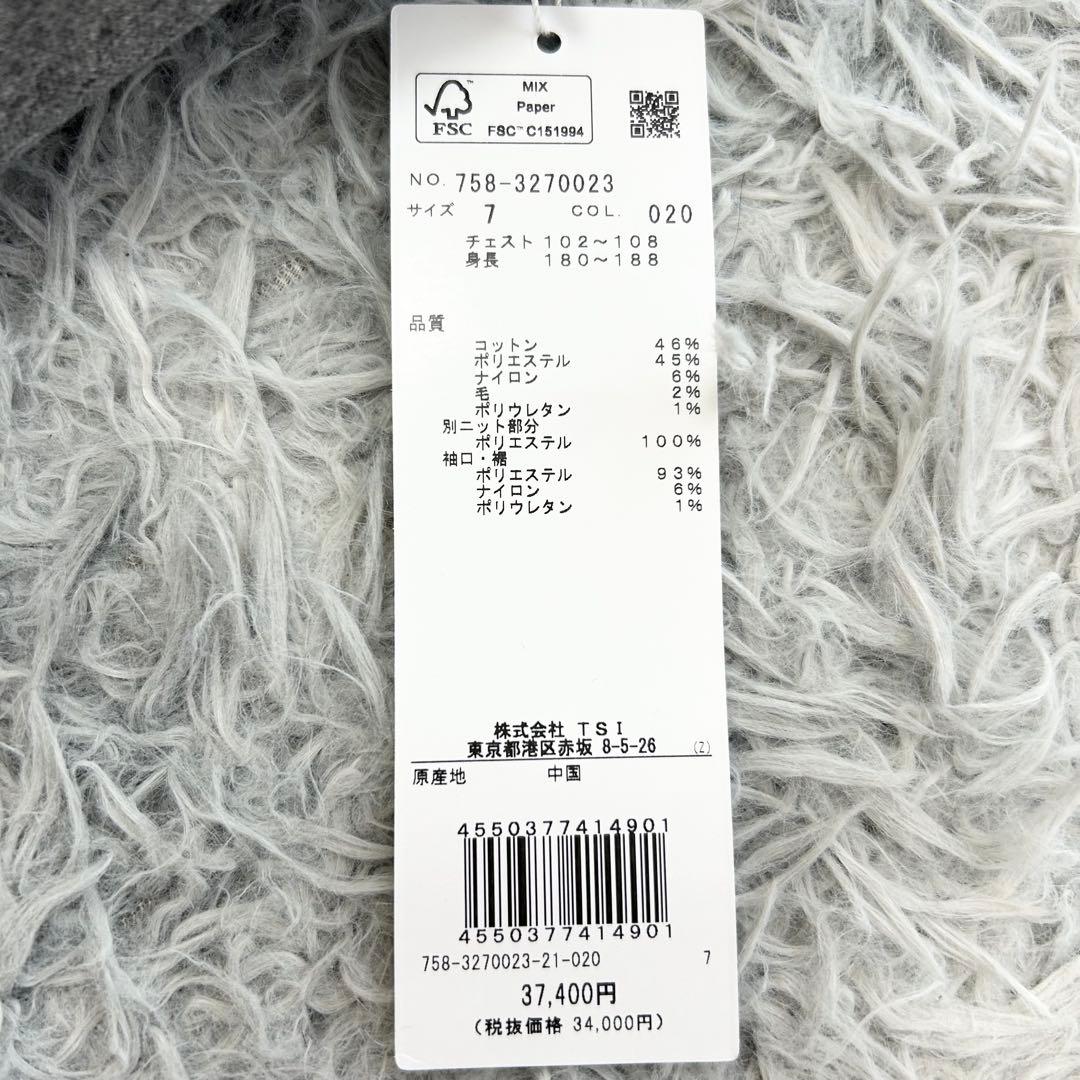 MIX
Paper
FSC™ C151994
FSC™
NO. 758-3270023
サイズ 7 COL. 020
チェスト 102～108
身長 180～188
品質
コットン 46%
ポリエステル 45%
ナイロン 6%
毛 2%
ポリウレタン 1%
別ニット部分
ポリエステル 100%
袖口・裾
ポリエステル 93%
ナイロン 6%
ポリウレタン 1%
株式会社 TSI
東京都港区赤坂 8-5-26 (Z)
原産地 中国
4550377414901
4550377414901
758-3270023-21-020 7
37,400円
(税抜価格 34,000円)